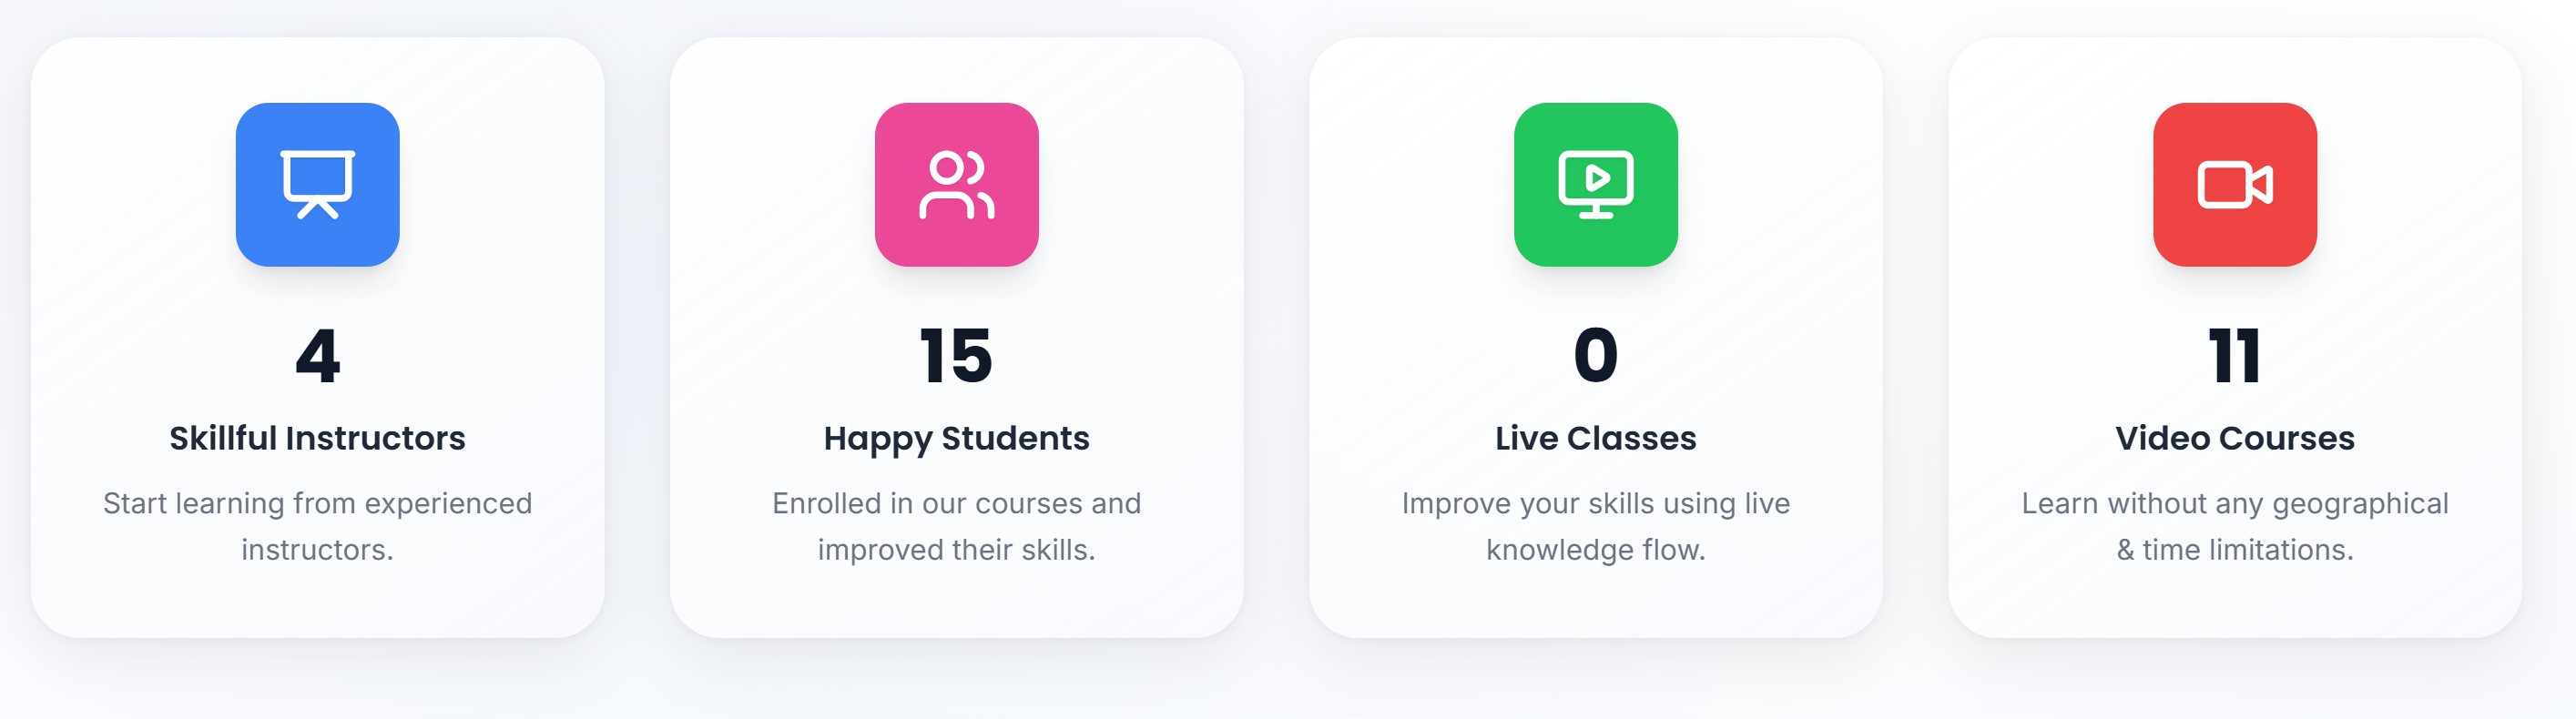 4
Skillful Instructors
Start learning from experienced
instructors.
15
Happy Students
Enrolled in our courses and
improved their skills.
0
Live Classes
Improve your skills using live
knowledge flow.
11
Video Courses
Learn without any geographical
& time limitations.